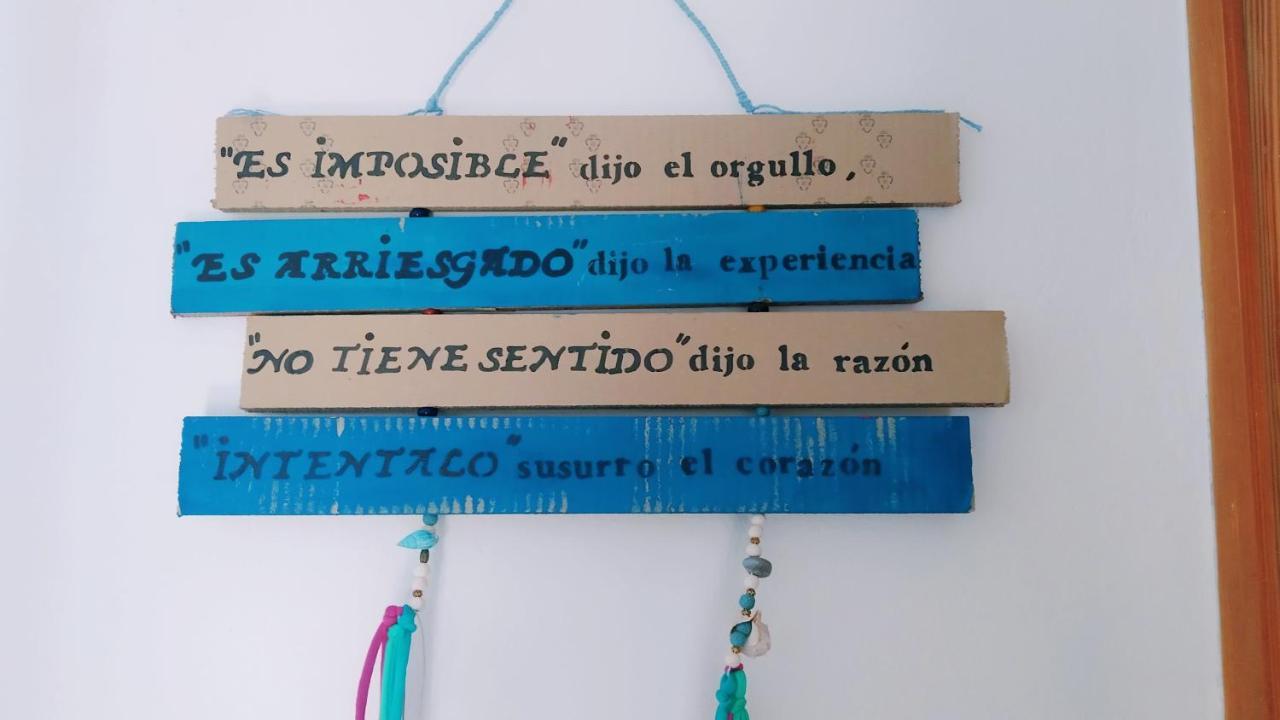 "ES iMPOSiBLE" dijo el orgullo,
"ES ARRiESGADO" dijo la experiencia
"NO TiENE SENTiDO" dijo la razón
"iNTENTALO" susurro el corazón